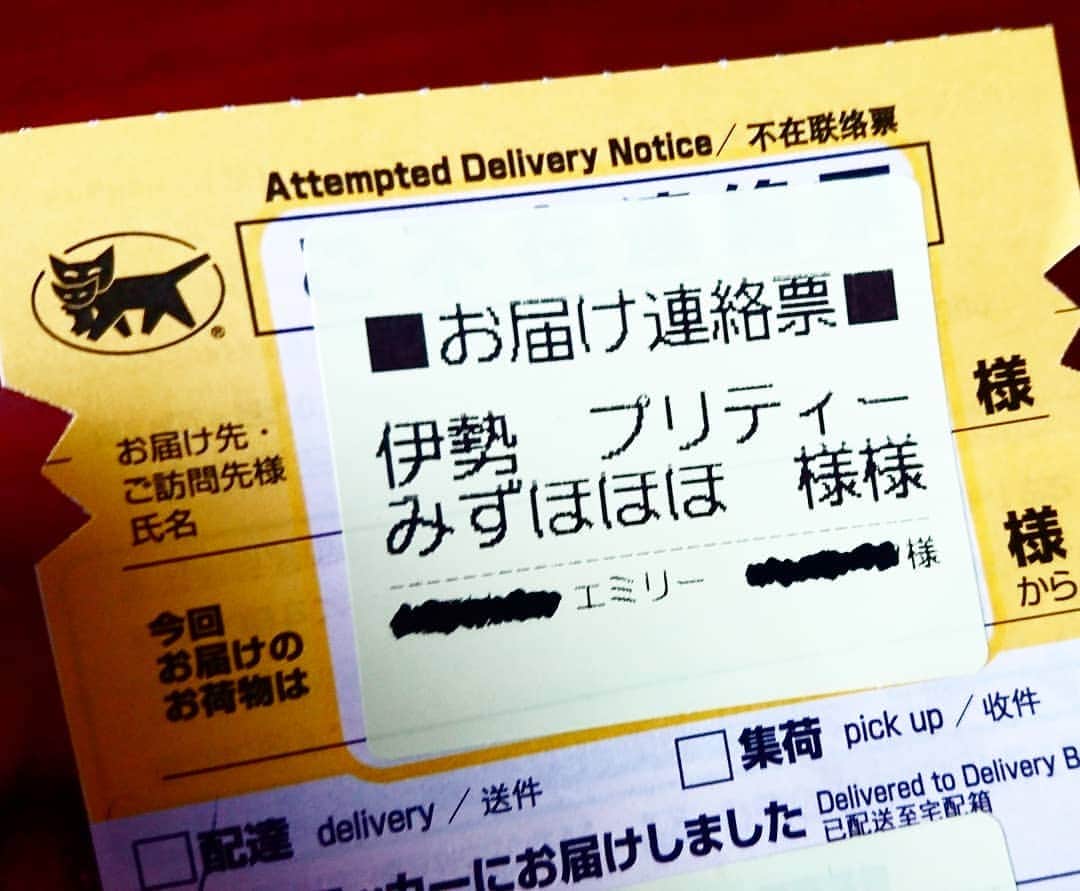 Attempted Delivery Notice / 不在联络票
■お届け連絡票■
お届け先・
ご訪問先様
氏名
伊勢　プリティー
みずほほほ　様様
様
エミリー
様
様
から
今回
お届けの
お荷物は
集荷 pick up / 收件
配達 delivery / 送件
カーにお届けしました
Delivered to Delivery B
已配送至宅配箱